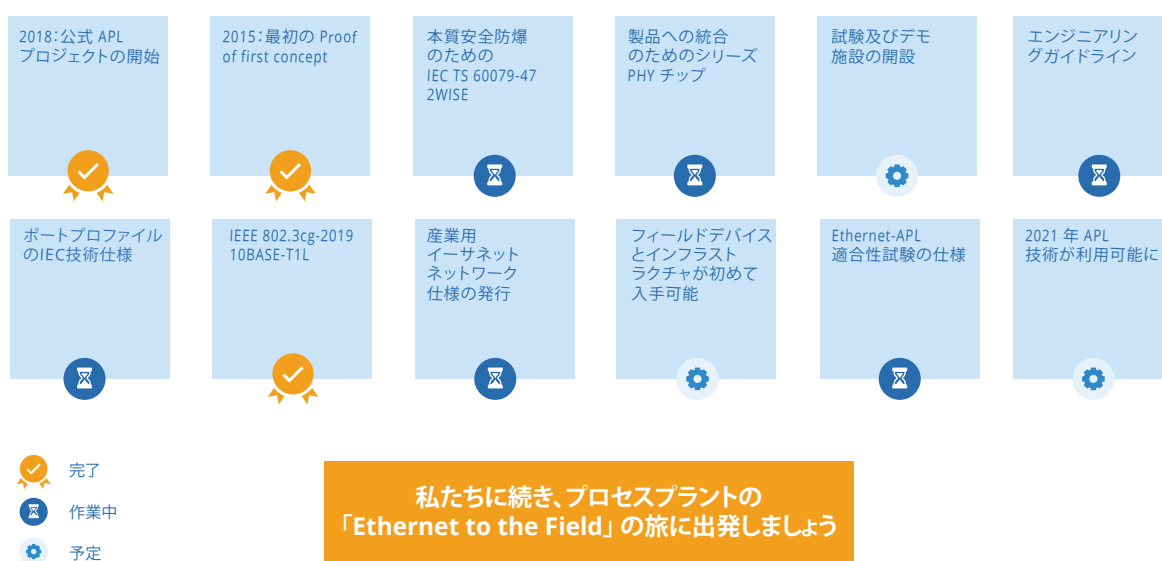 2018：公式 APL
プロジェクトの開始
2015：最初の Proof
of first concept
本質安全防爆
のための
IEC TS 60079-47
2WISE
製品への統合
のためのシリーズ
PHY チップ
試験及びデモ
施設の開設
エンジニアリン
グガイドライン
ポートプロファイル
のIEC技術仕様
IEEE 802.3cg-2019
10BASE-T1L
産業用
イーサネット
ネットワーク
仕様の発行
フィールドデバイス
とインフラスト
ラクチャが初めて
入手可能
Ethernet-APL
適合性試験の仕様
2021 年 APL
技術が利用可能に
完了
作業中
予定
私たちに続き、プロセスプラントの
「Ethernet to the Field」の旅に出発しましょう